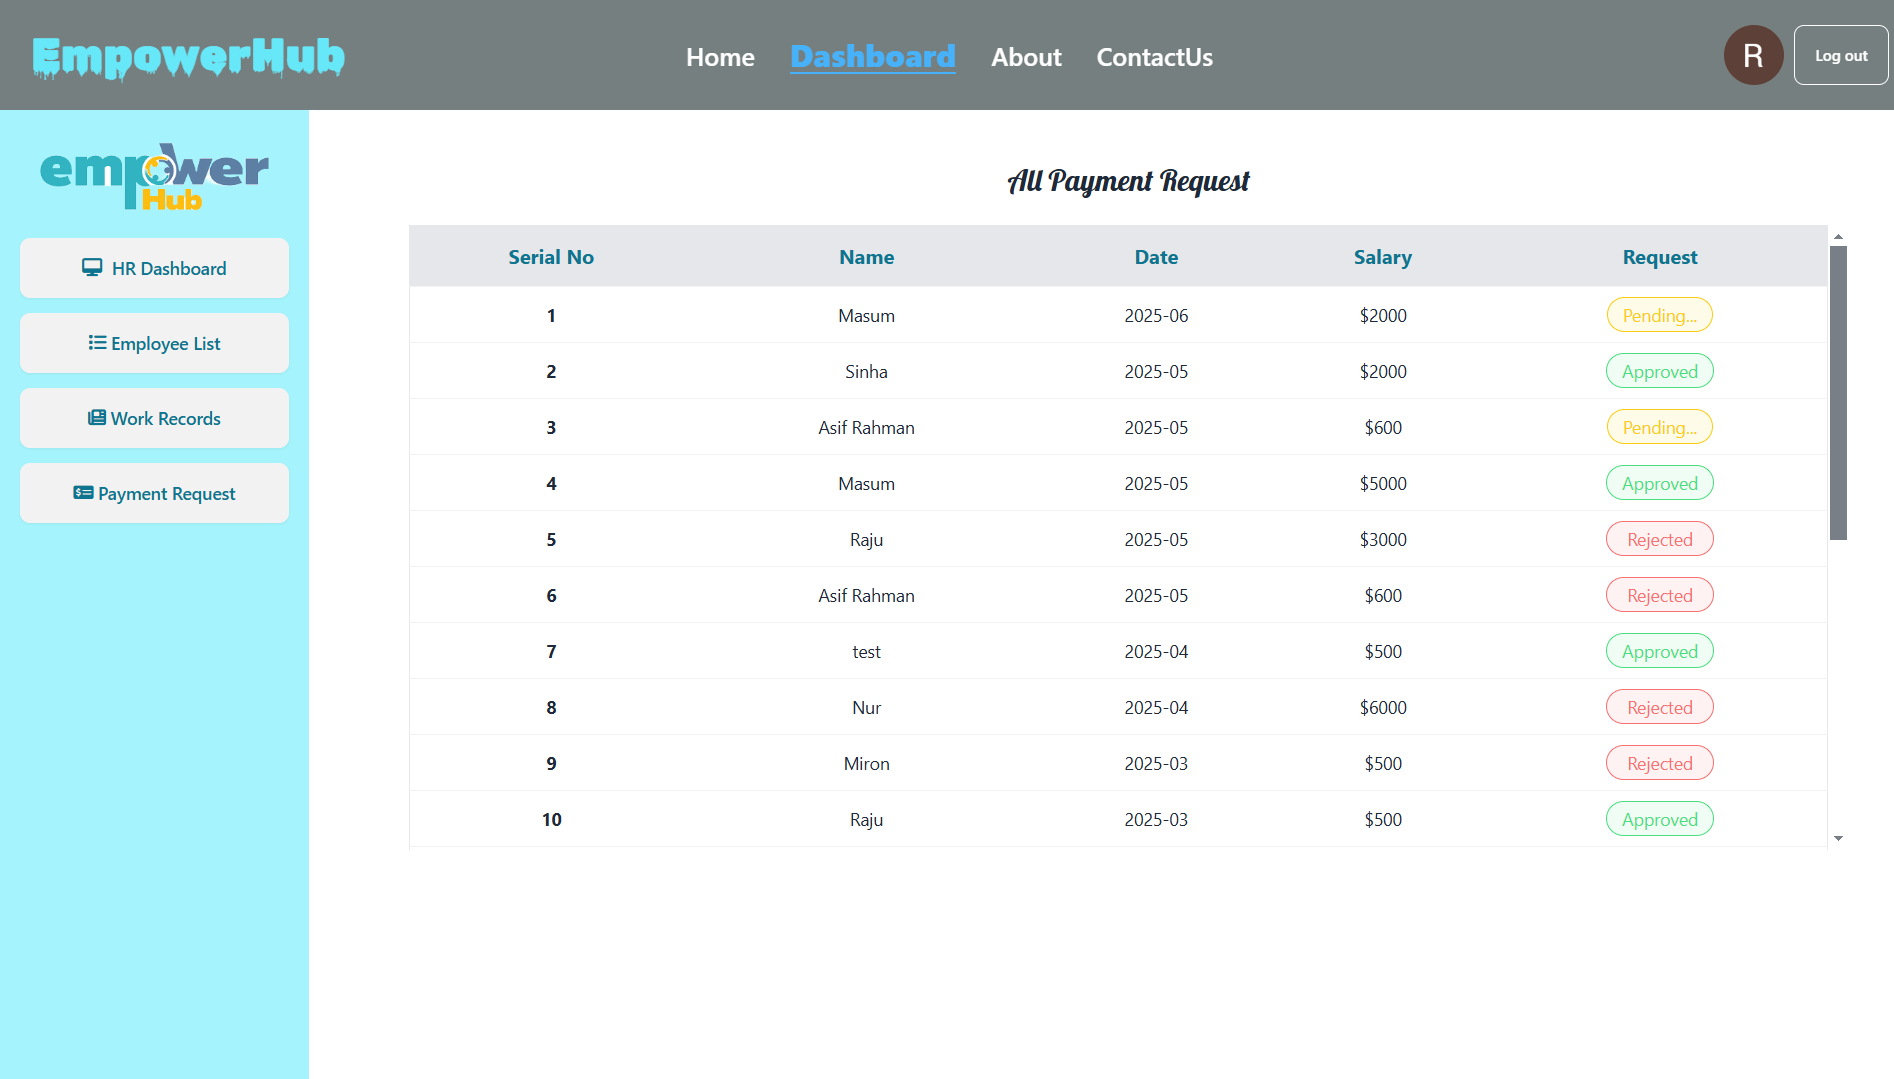 EmpowerHub
Home Dashboard About ContactUs
R Log out
empower
Hub
HR Dashboard
Employee List
Work Records
Payment Request
All Payment Request
Serial No Name Date Salary Request
1 Masum 2025-06 $2000 Pending...
2 Sinha 2025-05 $2000 Approved
3 Asif Rahman 2025-05 $600 Pending...
4 Masum 2025-05 $5000 Approved
5 Raju 2025-05 $3000 Rejected
6 Asif Rahman 2025-05 $600 Rejected
7 test 2025-04 $500 Approved
8 Nur 2025-04 $6000 Rejected
9 Miron 2025-03 $500 Rejected
10 Raju 2025-03 $500 Approved